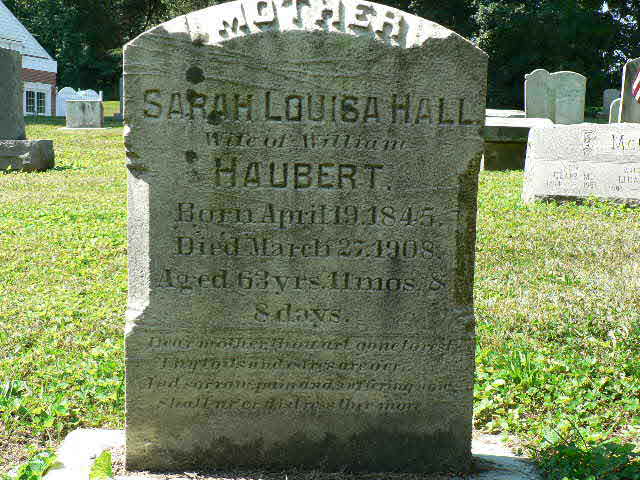 MOTHER
SARAH LOUISA HALL.
Wife of William
HAUBERT.
Born April 19, 1845.
Died March 27, 1908.
Aged 63 yrs. 11 mos. &
8 days.
Dear mother, thou art gone to rest,
Thy toils and cares are o'er,
And sorrow, pain and suffering now,
shall ne'er distress thee more.